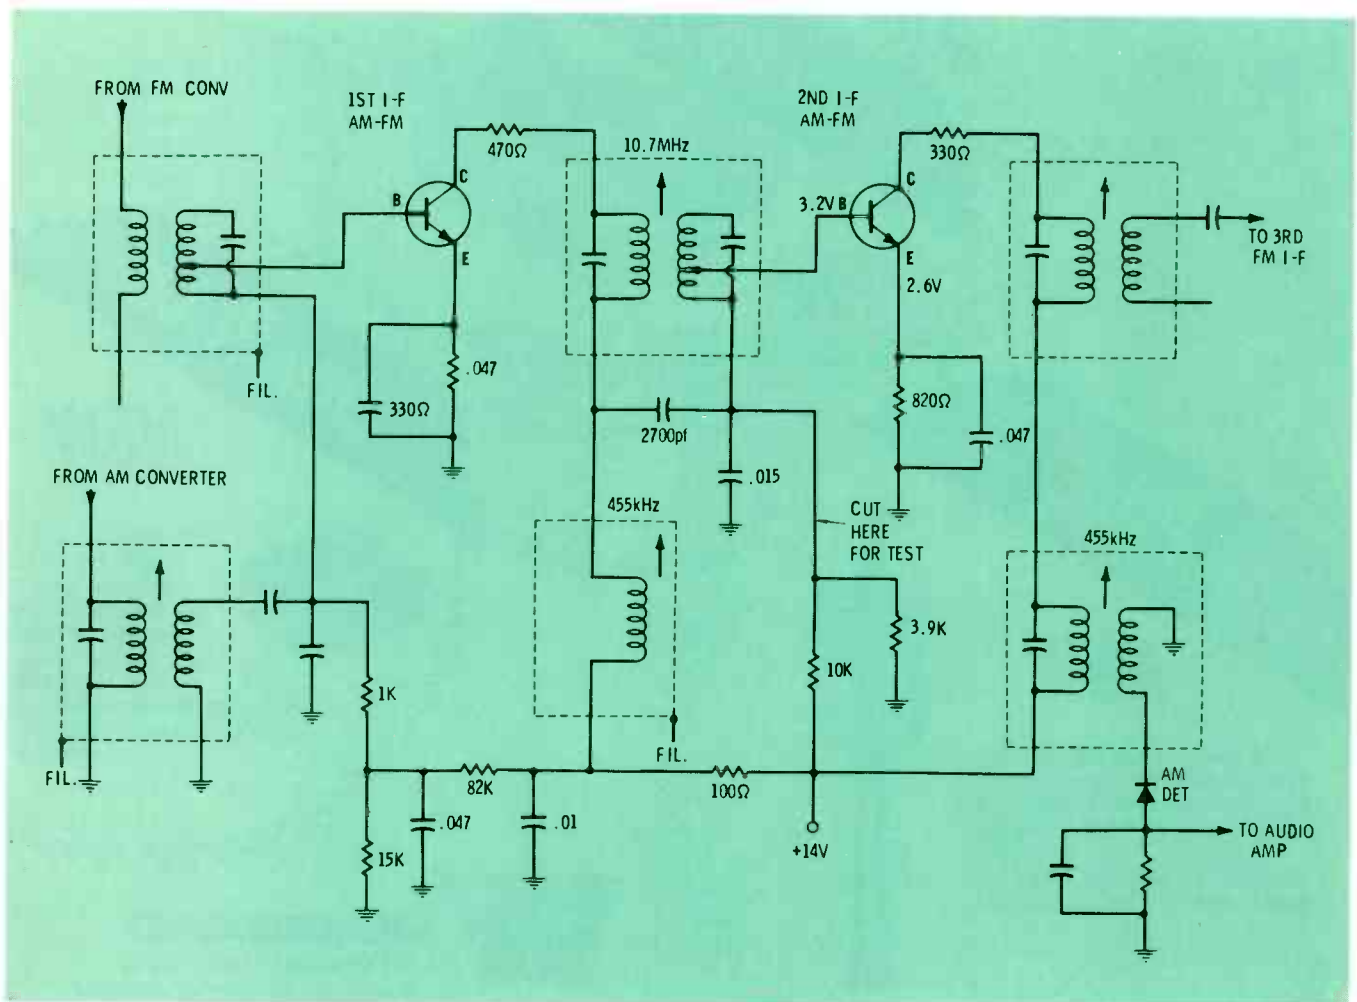 FROM FM CONV
1ST I-F
AM-FM
470Ω
10.7MHz
2ND I-F
AM-FM
330Ω
B
C
E
3.2V B
C
E
2.6V
TO 3RD
FM I-F
FIL.
.047
330Ω
2700pf
.015
820Ω
.047
FROM AM CONVERTER
455kHz
CUT
HERE
FOR TEST
455kHz
1K
10K
3.9K
FIL.
FIL.
82K
100Ω
.047
.01
15K
+14V
AM
DET
TO AUDIO
AMP